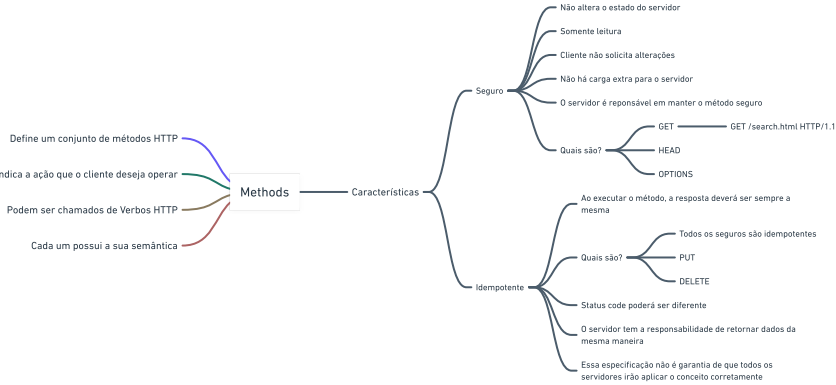 Define um conjunto de métodos HTTP
ndica a ação que o cliente deseja operar
Podem ser chamados de Verbos HTTP
Cada um possui a sua semântica
Methods
Características
Seguro
Não altera o estado do servidor
Somente leitura
Cliente não solicita alterações
Não há carga extra para o servidor
O servidor é reponsável em manter o método seguro
Quais são?
GET
GET /search.html HTTP/1.1
HEAD
OPTIONS
Idempotente
Ao executar o método, a resposta deverá ser sempre a
mesma
Quais são?
Todos os seguros são idempotentes
PUT
DELETE
Status code poderá ser diferente
O servidor tem a responsabilidade de retornar dados da
mesma maneira
Essa especificação não é garantia de que todos os
servidores irão aplicar o conceito corretamente